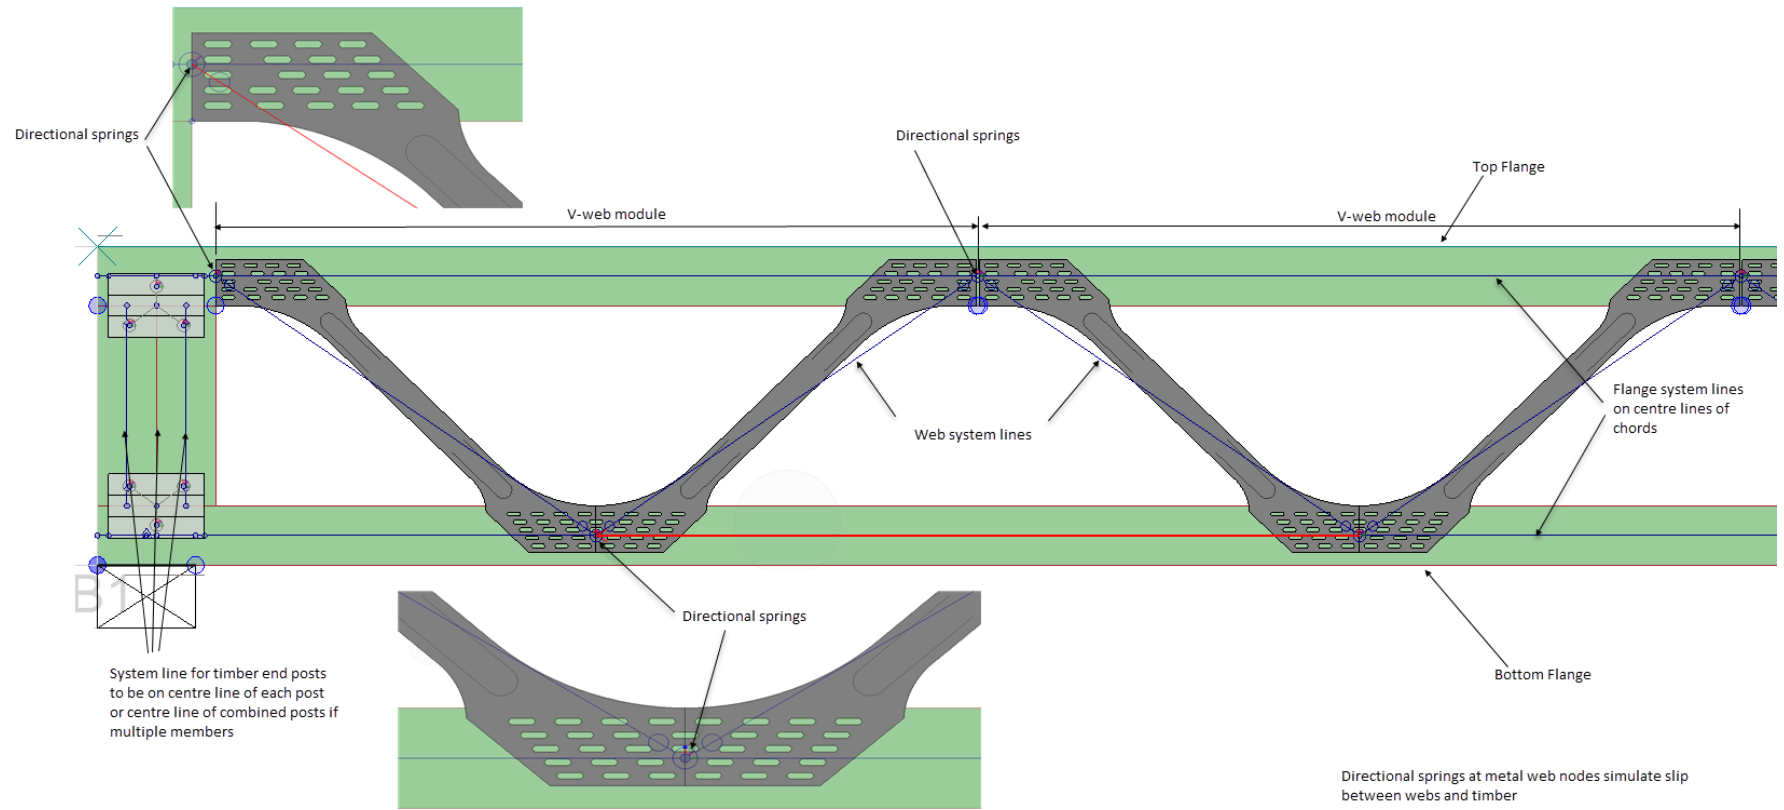 Directional springs
Directional springs
Top Flange
V-web module
V-web module
Flange system lines
on centre lines of
chords
Web system lines
B1
Directional springs
System line for timber end posts
to be on centre line of each post
or centre line of combined posts if
multiple members
Bottom Flange
Directional springs at metal web nodes simulate slip
between webs and timber